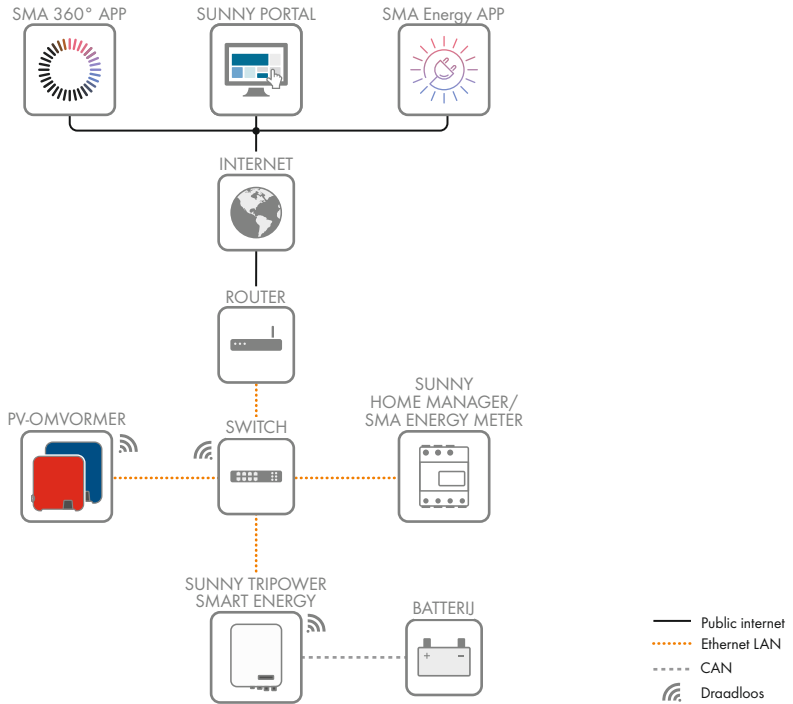 SMA 360° APP
SUNNY PORTAL
SMA Energy APP
INTERNET
ROUTER
SUNNY
HOME MANAGER/
SMA ENERGY METER
PV-OMVORMER
SWITCH
SUNNY TRIPOWER
SMART ENERGY
BATTERIJ
+ −
Public internet
Ethernet LAN
CAN
Draadloos